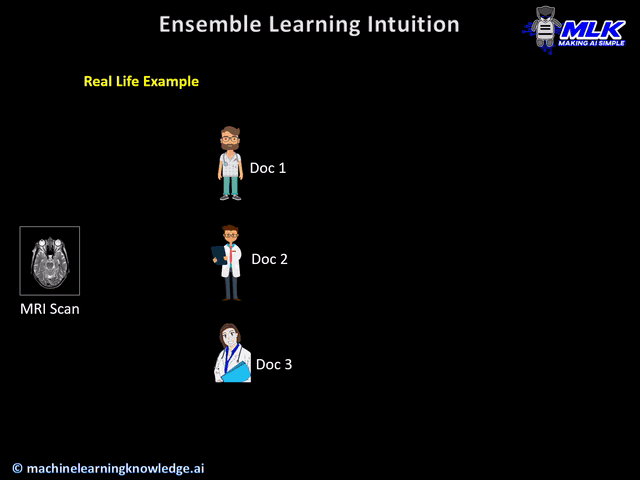 Ensemble Learning Intuition
MLK
MAKING AI SIMPLE
Real Life Example
Doc 1
Doc 2
MRI Scan
Doc 3
© machinelearningknowledge.ai